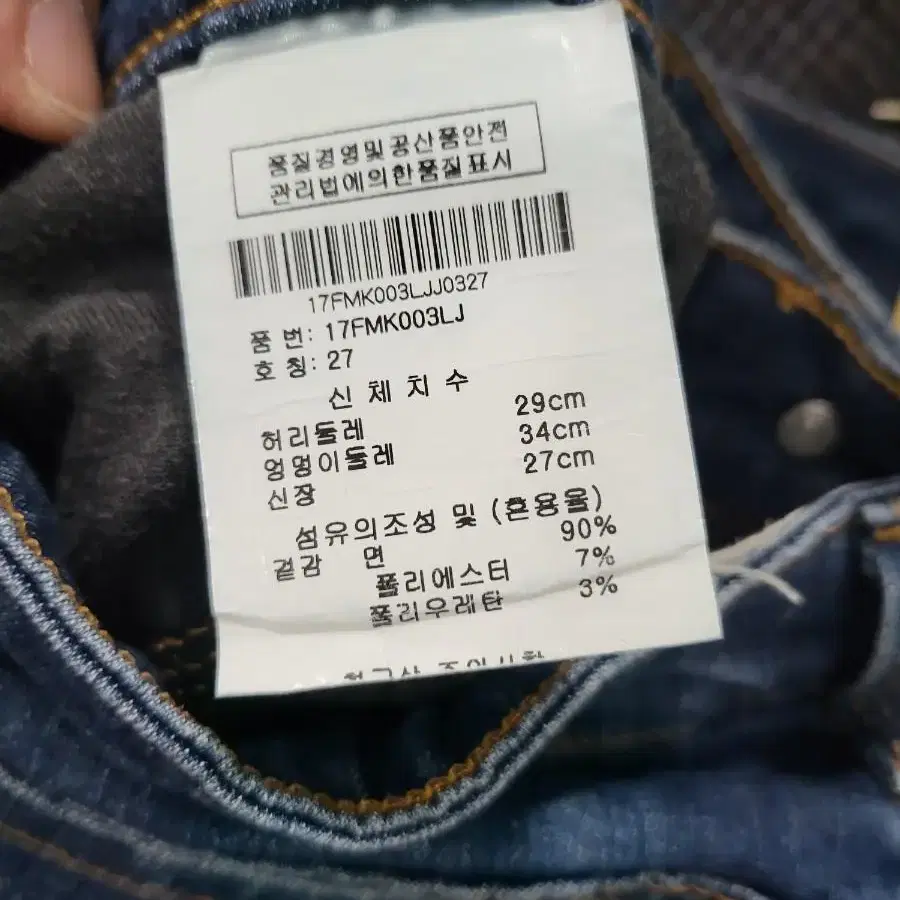 품질경영및공산품안전
관리법에의한품질표시
17FMK003LJJ0327
품 번: 17FMK003LJ
호 칭: 27
신 체 치 수
허리둘레 29cm
엉덩이둘레 34cm
신장 27cm
섬유의조성 및 (혼용율)
겉감 면 90%
폴리에스터 7%
폴리우레탄 3%